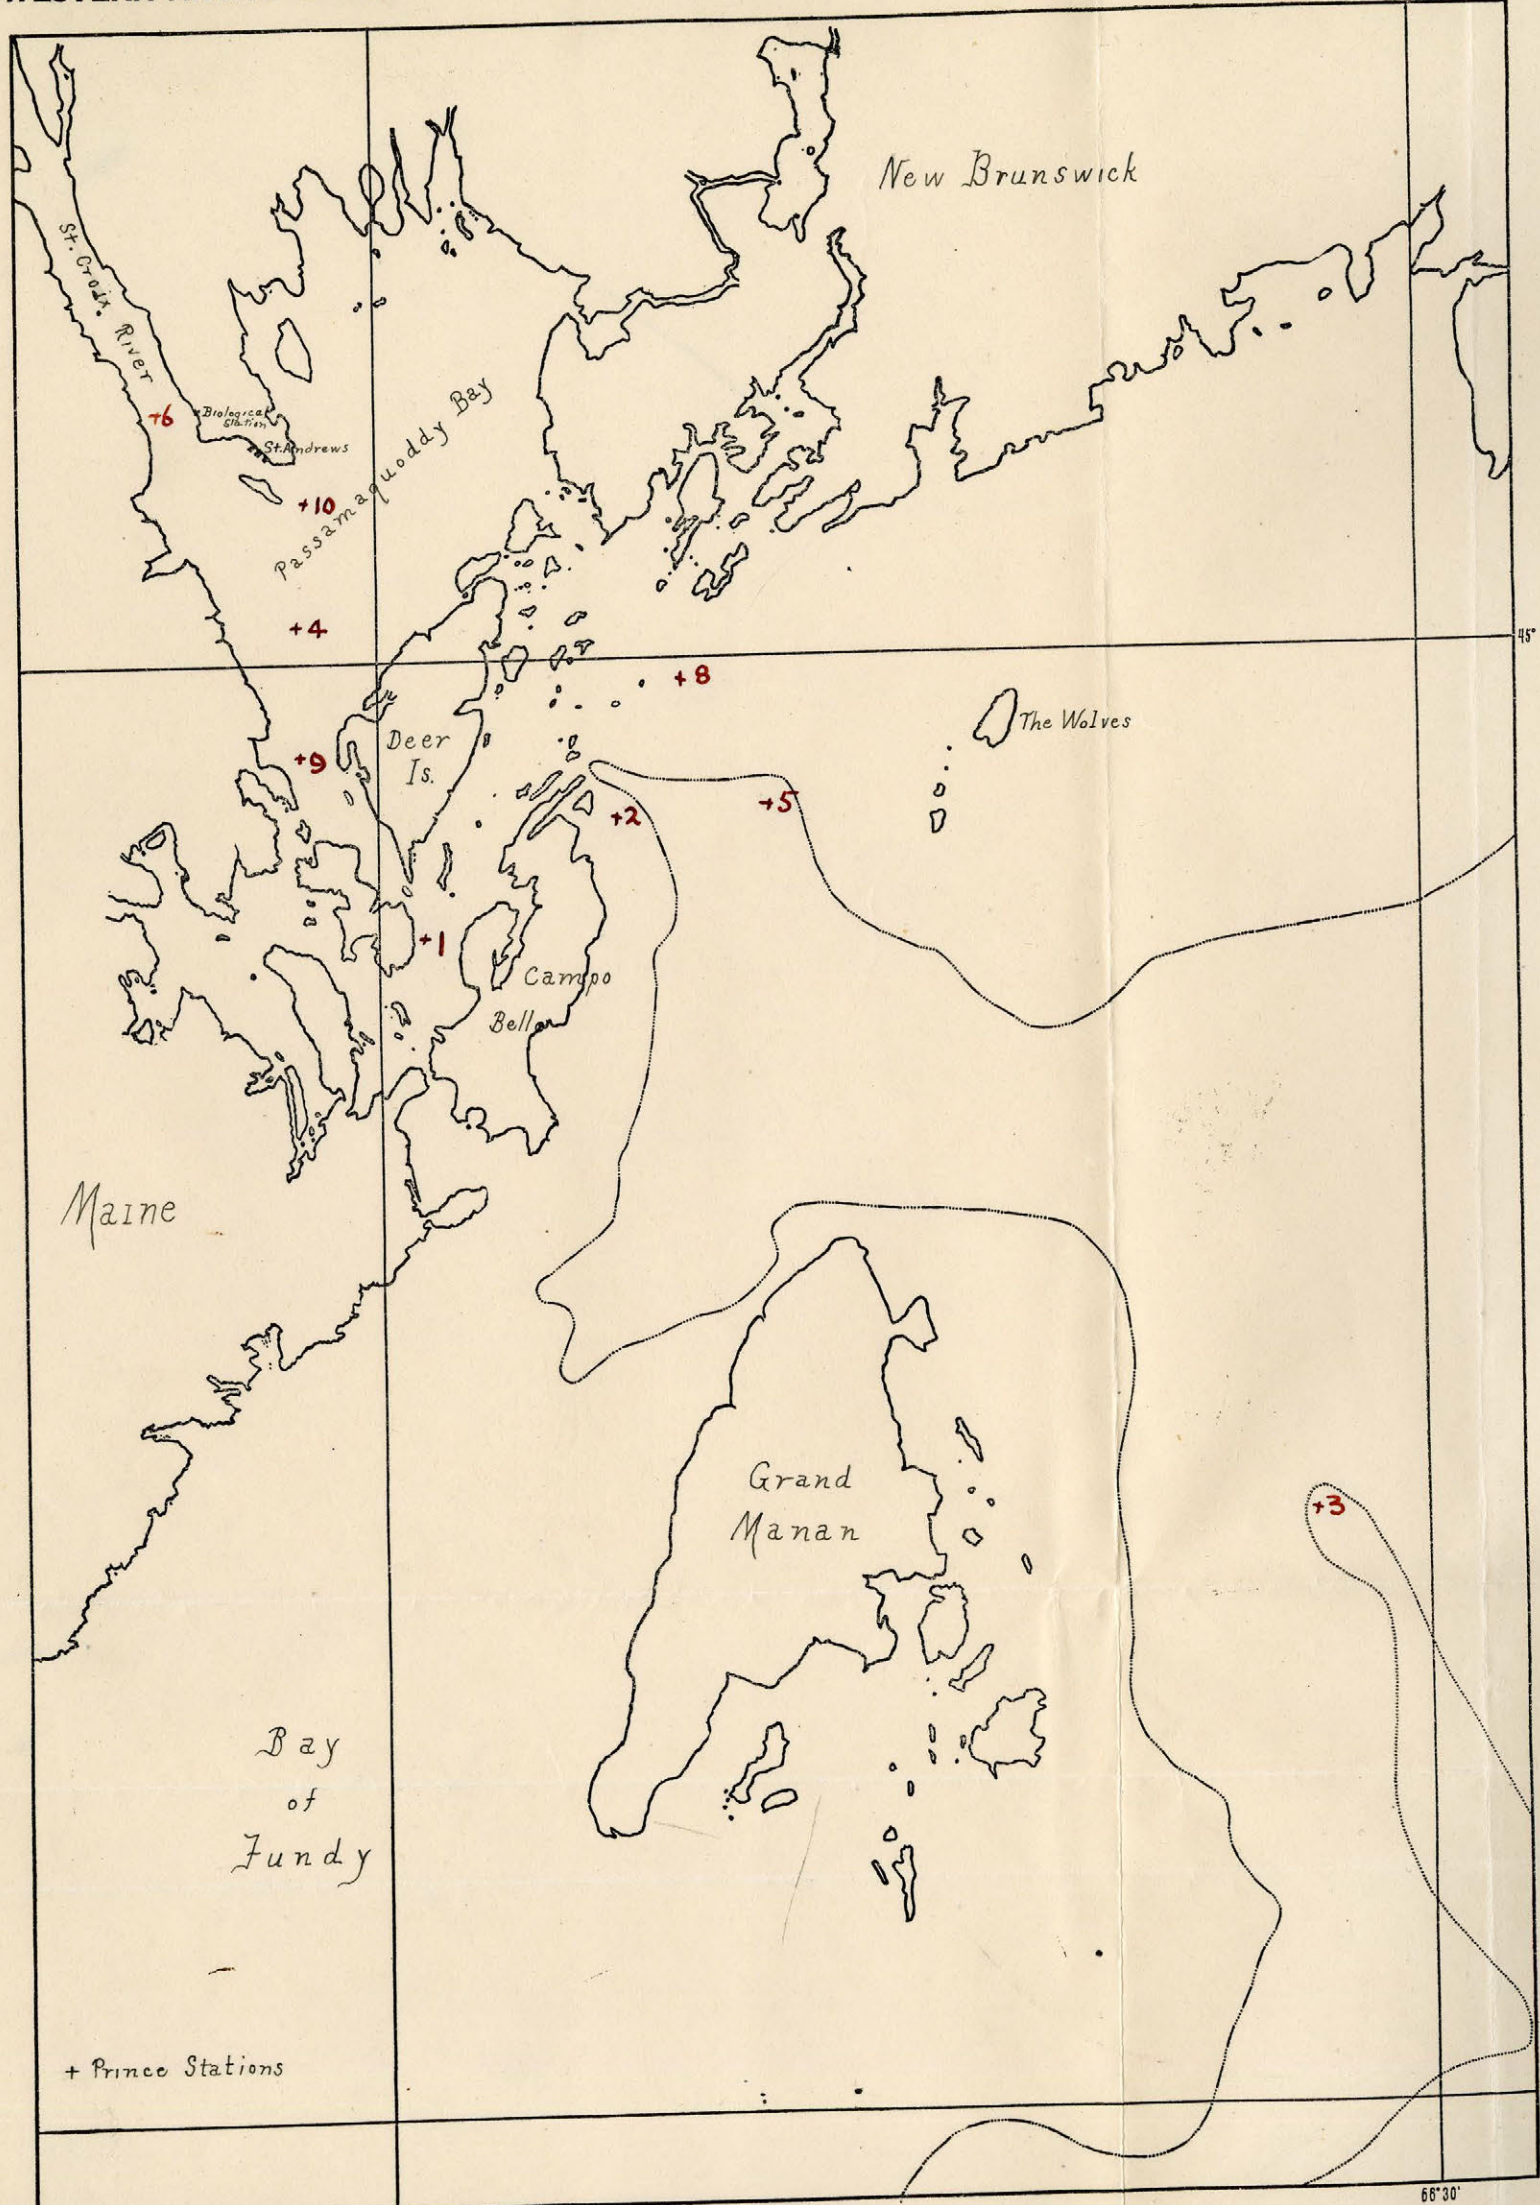 New Brunswick
St. Croix River
+6
Biological
Station
St. Andrews
Passamaquoddy Bay
+10
+4
45°
+8
The Wolves
Deer
Is.
+9
+5
+2
+1
Campo
Bello
Maine
Grand
Manan
+3
Bay
of
Fundy
+ Prince Stations
66°30'